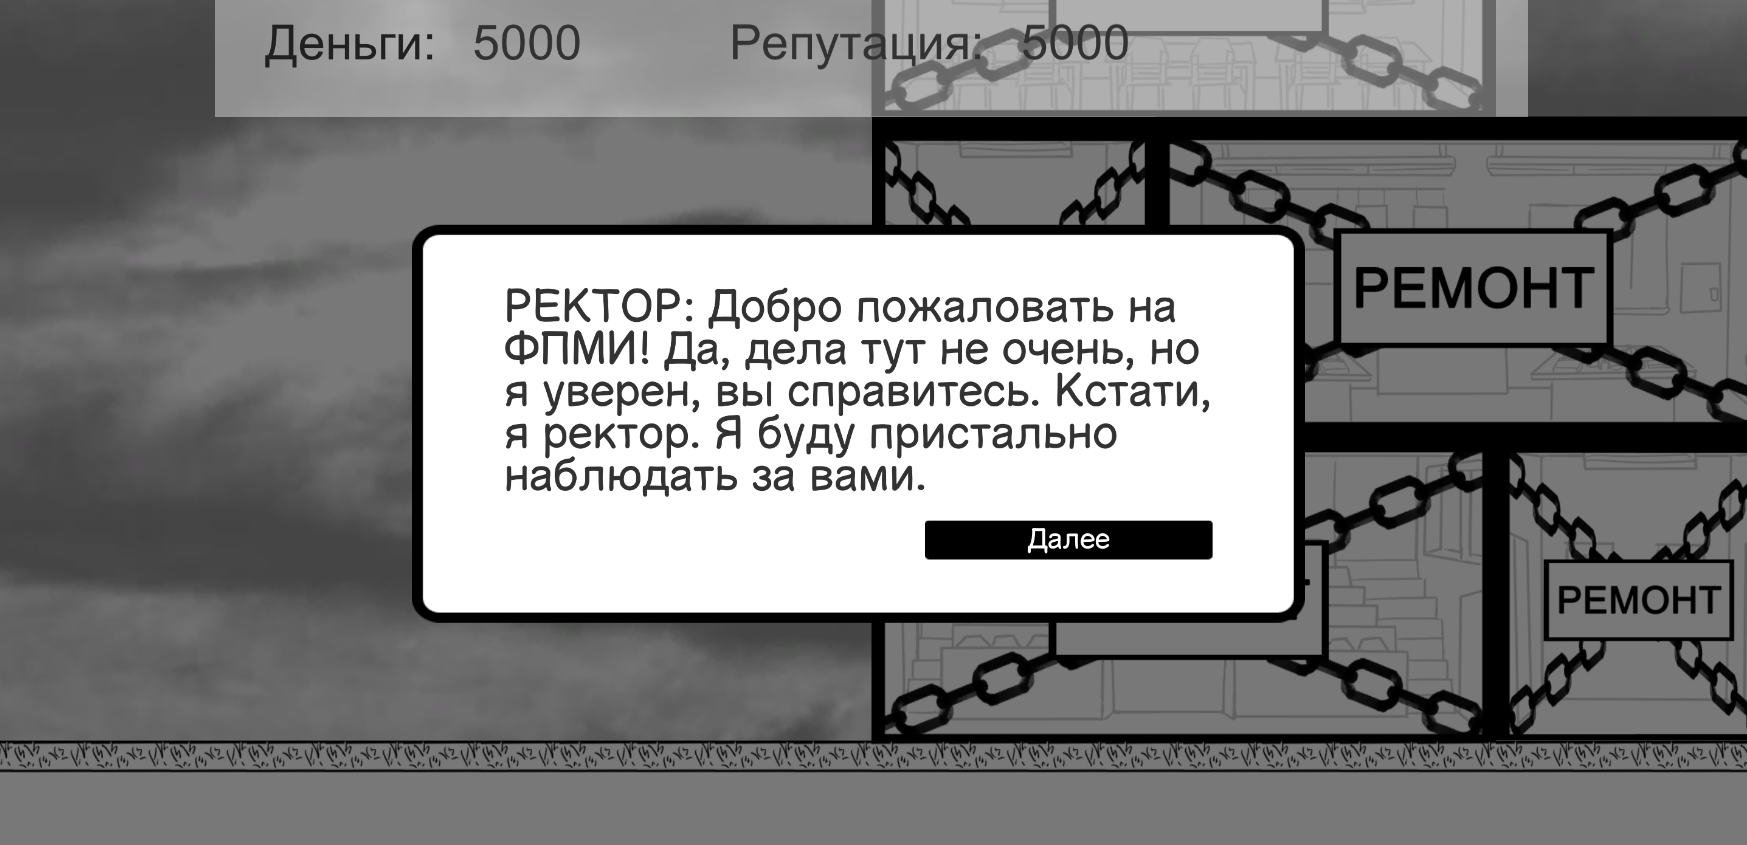 Деньги: 5000 Репутация: 5000
РЕМОНТ
РЕКТОР: Добро пожаловать на
ФПМИ! Да, дела тут не очень, но
я уверен, вы справитесь. Кстати,
я ректор. Я буду пристально
наблюдать за вами.
Далее
РЕМОНТ